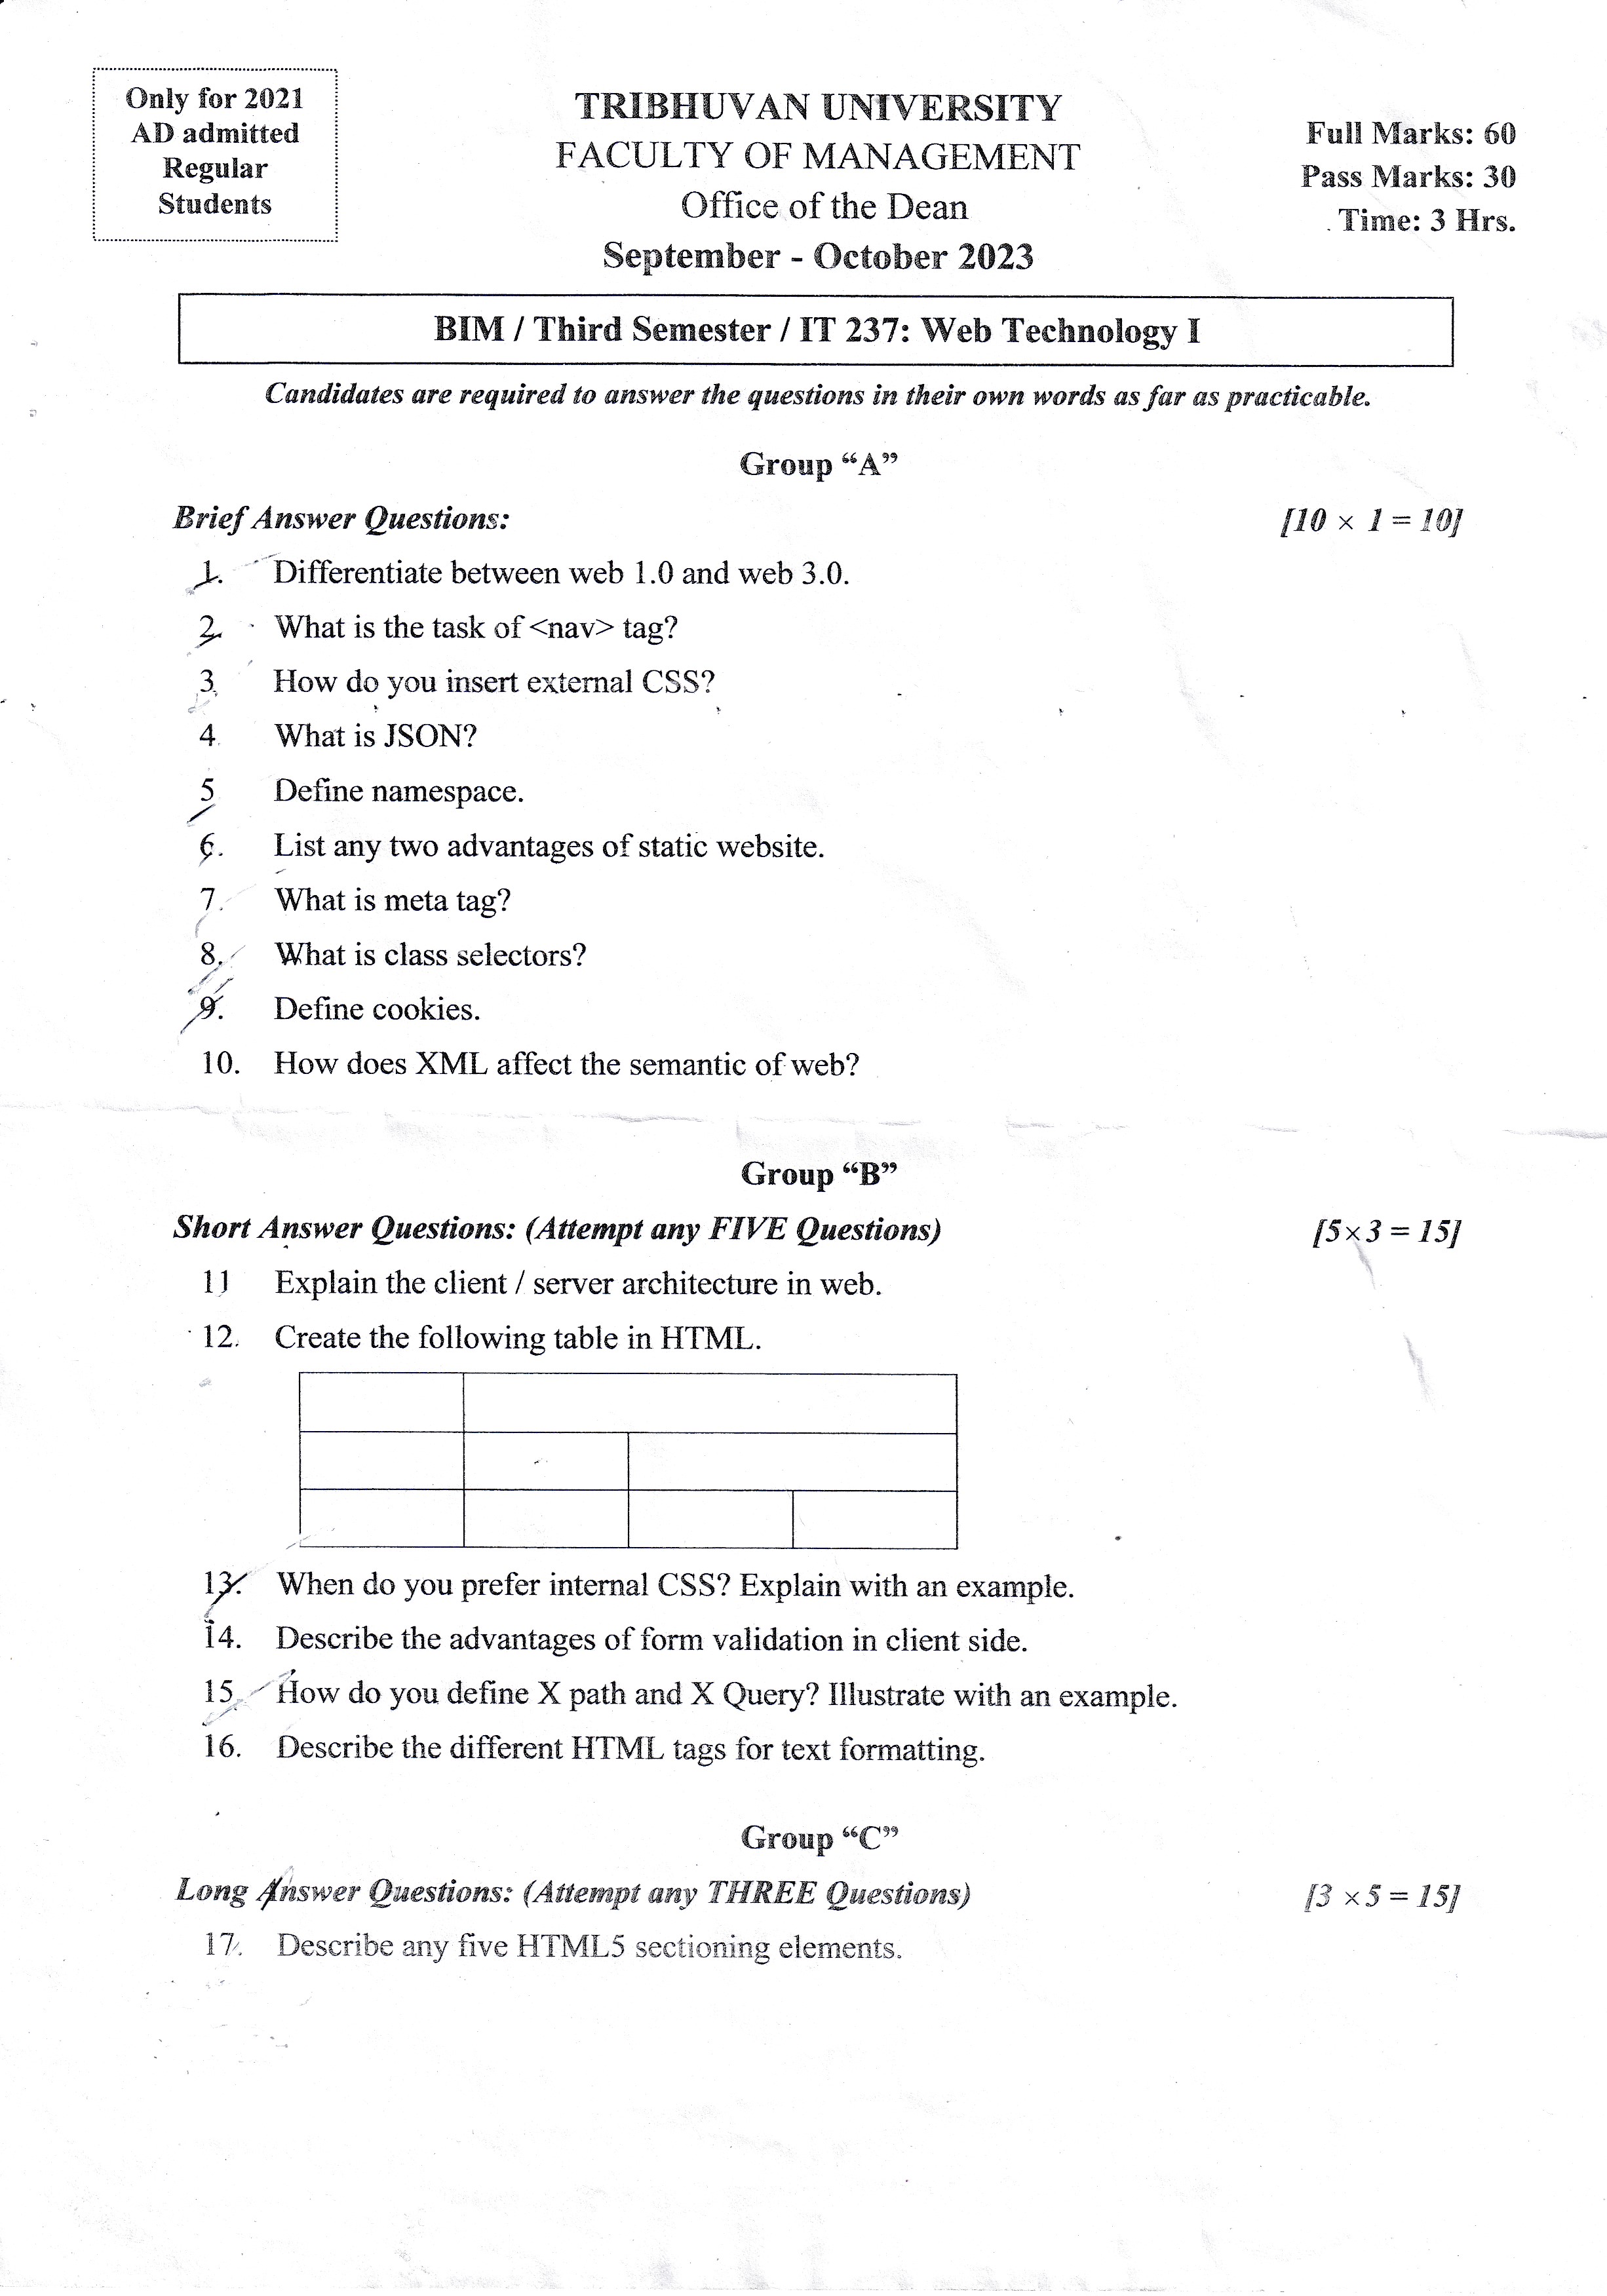 Only for 2021
AD admitted
Regular
Students
TRIBHUVAN UNIVERSITY
FACULTY OF MANAGEMENT
Office of the Dean
September - October 2023
Full Marks: 60
Pass Marks: 30
Time: 3 Hrs.
BIM / Third Semester / IT 237: Web Technology I
Candidates are required to answer the questions in their own words as far as practicable.
Group “A”
Brief Answer Questions: [10 × 1 = 10]
1. Differentiate between web 1.0 and web 3.0.
2. What is the task of <nav> tag?
3. How do you insert external CSS?
4. What is JSON?
5. Define namespace.
6. List any two advantages of static website.
7. What is meta tag?
8. What is class selectors?
9. Define cookies.
10. How does XML affect the semantic of web?
Group “B”
Short Answer Questions: (Attempt any FIVE Questions) [5×3 = 15]
11 Explain the client / server architecture in web.
12. Create the following table in HTML.
13. When do you prefer internal CSS? Explain with an example.
14. Describe the advantages of form validation in client side.
15. How do you define X path and X Query? Illustrate with an example.
16. Describe the different HTML tags for text formatting.
Group “C”
Long Answer Questions: (Attempt any THREE Questions) [3 ×5 = 15]
17. Describe any five HTML5 sectioning elements.